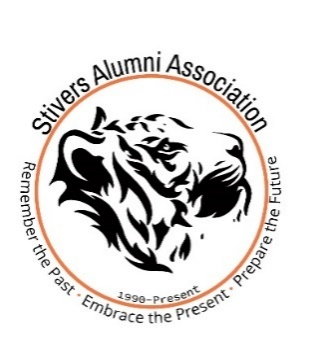 Stivers Alumni Association
1990-Present
Remember the Past • Embrace the Present • Prepare the Future